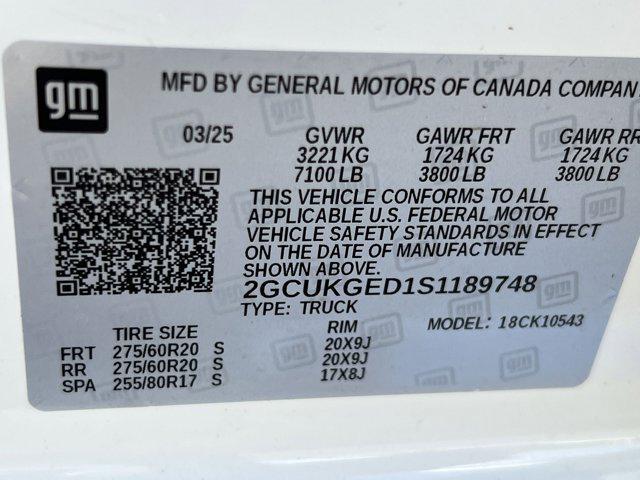 gm
MFD BY GENERAL MOTORS OF CANADA COMPANY
03/25 GVWR GAWR FRT GAWR RR
3221 KG 1724 KG 1724 KG
7100 LB 3800 LB 3800 LB
THIS VEHICLE CONFORMS TO ALL
APPLICABLE U.S. FEDERAL MOTOR
VEHICLE SAFETY STANDARDS IN EFFECT
ON THE DATE OF MANUFACTURE
SHOWN ABOVE.
2GCUKGED1S1189748
TYPE: TRUCK
MODEL: 18CK10543
TIRE SIZE RIM
FRT 275/60R20 S 20X9J
RR 275/60R20 S 20X9J
SPA 255/80R17 S 17X8J